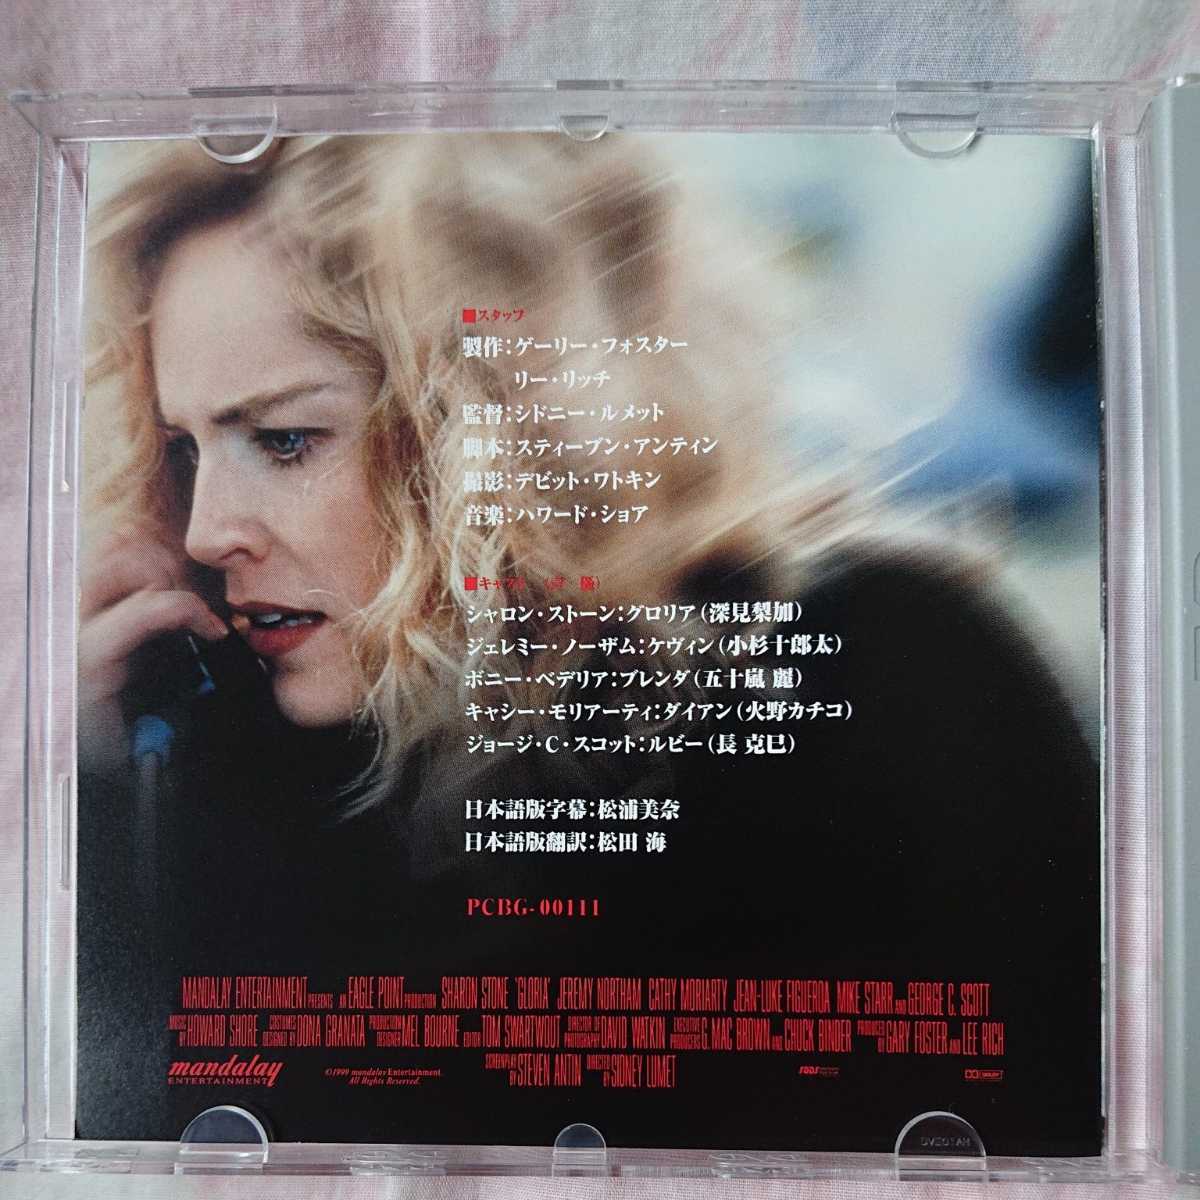 ■スタッフ
製作:ゲーリー・フォスター
リー・リッチ
監督:シドニー・ルメット
脚本:スティーブン・アンティン
撮影:デビット・ワトキン
音楽:ハワード・ショア
■キャスト
シャロン・ストーン:グロリア(深見梨加)
ジェレミー・ノーザム:ケヴィン(小杉十郎太)
ボニー・ベデリア:ブレンダ(五十嵐 麗)
キャシー・モリアーティ:ダイアン(火野カチコ)
ジョージ・C・スコット:ルビー(長 克巳)
日本語版字幕:松浦美奈
日本語版翻訳:松田 海
PCBG-00111
MANDALAY ENTERTAINMENT PRESENTS AN EAGLE POINT PRODUCTION SHARON STONE 'GLORIA' JEREMY NORTHAM CATHY MORIARTY JEAN-LUKE FIGUEROA MIKE STARR AND GEORGE C. SCOTT
MUSIC BY HOWARD SHORE COSTUMES DESIGNED BY DONA GRANATA PRODUCTION DESIGNER MEL BOURNE EDITOR TOM SWARTWOUT DIRECTOR OF PHOTOGRAPHY DAVID WATKIN EXECUTIVE PRODUCERS G. MAC BROWN AND CHUCK BINDER PRODUCED BY GARY FOSTER AND LEE RICH
SCREENPLAY BY STEVEN ANTIN DIRECTED BY SIDNEY LUMET
mandalay
ENTERTAINMENT
©1999 mandalay Entertainment.
All Rights Reserved.
SDDS
DOLBY